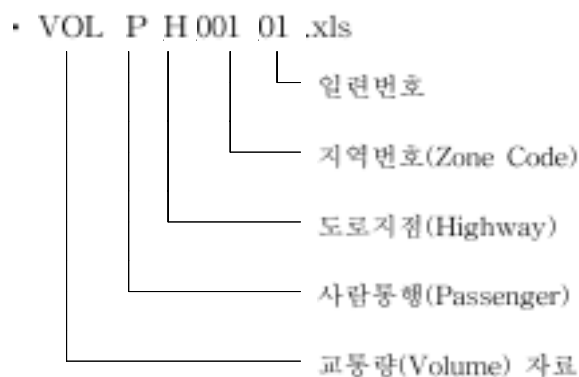 · VOL P H 001 01 .xls
일련번호
지역번호(Zone Code)
도로지점(Highway)
사람통행(Passenger)
교통량(Volume) 자료